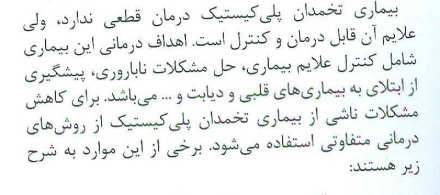 بیماری تخمدان پلی‌کیستیک درمان قطعی ندارد، ولی
علایم آن قابل درمان و کنترل است. اهداف درمانی این بیماری
شامل کنترل علایم بیماری، حل مشکلات ناباروری، پیشگیری
از ابتلای به بیماری‌های قلبی و دیابت و ... می‌باشد. برای کاهش
مشکلات ناشی از بیماری تخمدان پلی‌کیستیک از روش‌های
درمانی متفاوتی استفاده می‌شود. برخی از این موارد به شرح
زیر هستند: